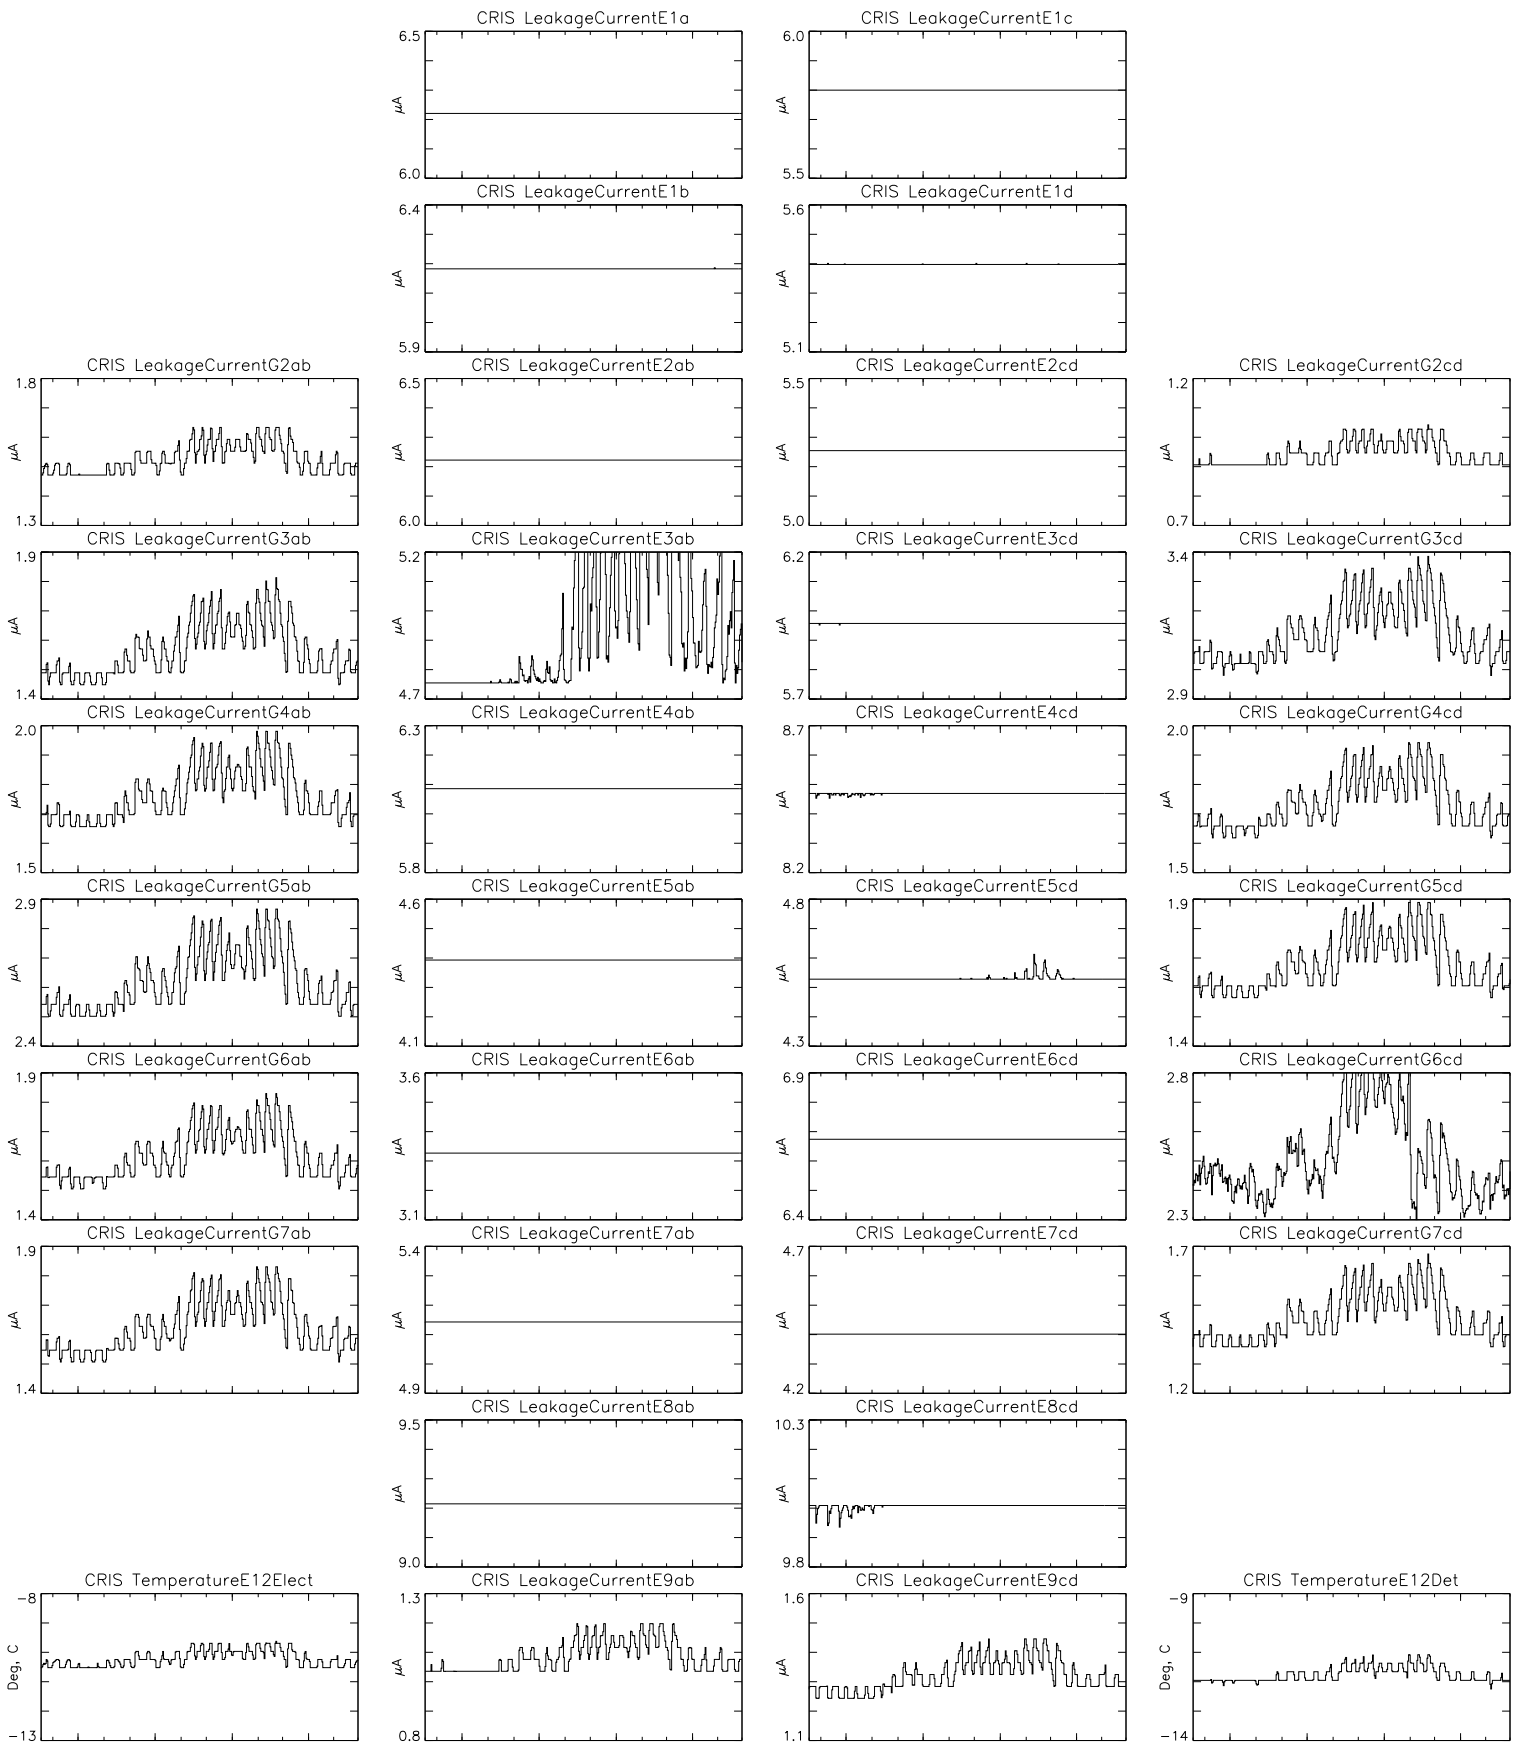 CRIS LeakageCurrentE1a CRIS LeakageCurrentE1c
6.5 6.0
μA μA
6.0 5.5
CRIS LeakageCurrentE1b CRIS LeakageCurrentE1d
6.4 5.6
μA μA
5.9 5.1
CRIS LeakageCurrentG2ab CRIS LeakageCurrentE2ab CRIS LeakageCurrentE2cd CRIS LeakageCurrentG2cd
1.8 6.5 5.5 1.2
μA μA μA μA
1.3 6.0 5.0 0.7
CRIS LeakageCurrentG3ab CRIS LeakageCurrentE3ab CRIS LeakageCurrentE3cd CRIS LeakageCurrentG3cd
1.9 5.2 6.2 3.4
μA μA μA μA
1.4 4.7 5.7 2.9
CRIS LeakageCurrentG4ab CRIS LeakageCurrentE4ab CRIS LeakageCurrentE4cd CRIS LeakageCurrentG4cd
2.0 6.3 8.7 2.0
μA μA μA μA
1.5 5.8 8.2 1.5
CRIS LeakageCurrentG5ab CRIS LeakageCurrentE5ab CRIS LeakageCurrentE5cd CRIS LeakageCurrentG5cd
2.9 4.6 4.8 1.9
μA μA μA μA
2.4 4.1 4.3 1.4
CRIS LeakageCurrentG6ab CRIS LeakageCurrentE6ab CRIS LeakageCurrentE6cd CRIS LeakageCurrentG6cd
1.9 3.6 6.9 2.8
μA μA μA μA
1.4 3.1 6.4 2.3
CRIS LeakageCurrentG7ab CRIS LeakageCurrentE7ab CRIS LeakageCurrentE7cd CRIS LeakageCurrentG7cd
1.9 5.4 4.7 1.7
μA μA μA μA
1.4 4.9 4.2 1.2
CRIS LeakageCurrentE8ab CRIS LeakageCurrentE8cd
9.5 10.3
μA μA
9.0 9.8
CRIS TemperatureE12Elect CRIS LeakageCurrentE9ab CRIS LeakageCurrentE9cd CRIS TemperatureE12Det
-8 1.3 1.6 -9
Deg, C μA μA Deg, C
-13 0.8 1.1 -14